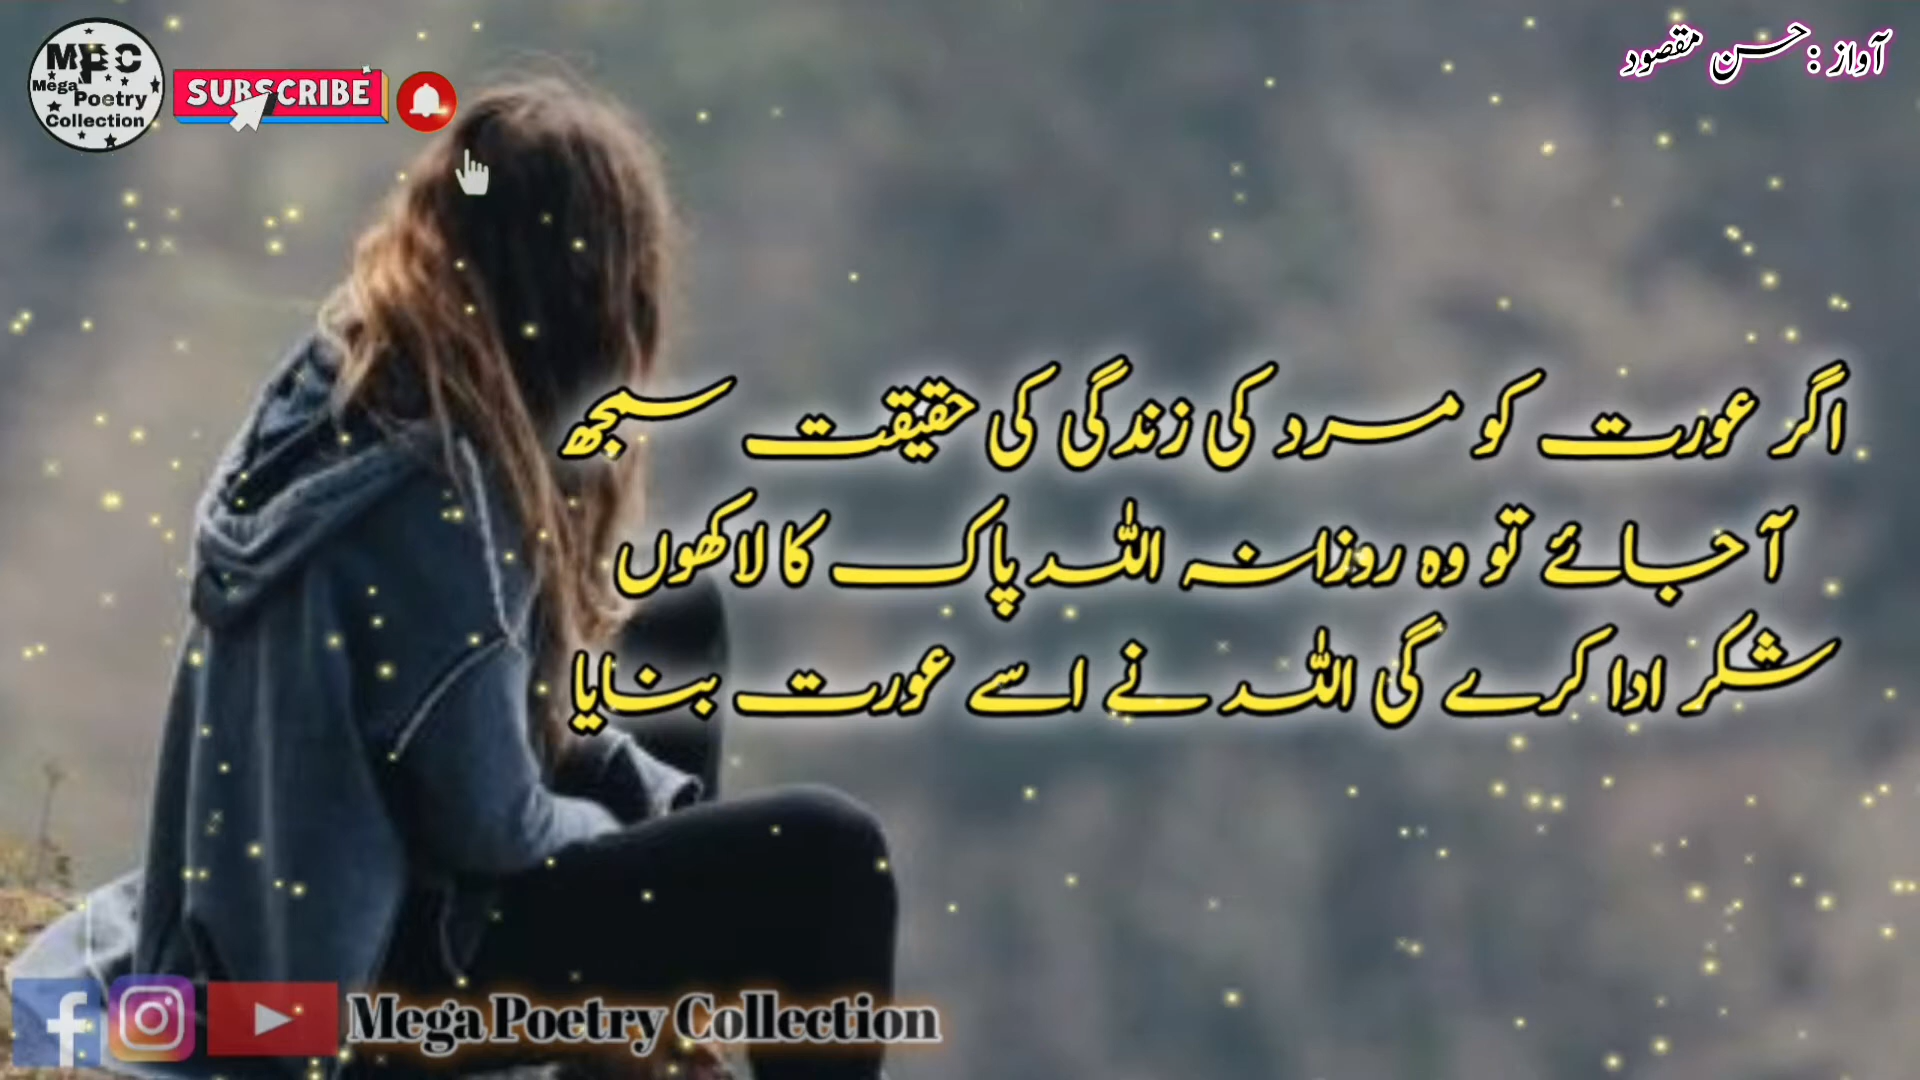 MPC
Mega
Poetry
Collection
SUBSCRIBE
آواز : حسن مقصود
اگر عورت کو مرد کی زندگی کی حقیقت سمجھ
آ جائے تو وہ روزانہ اللہ پاک کا لاکھوں
شکر ادا کرے گی اللہ نے اسے عورت بنایا
Mega Poetry Collection